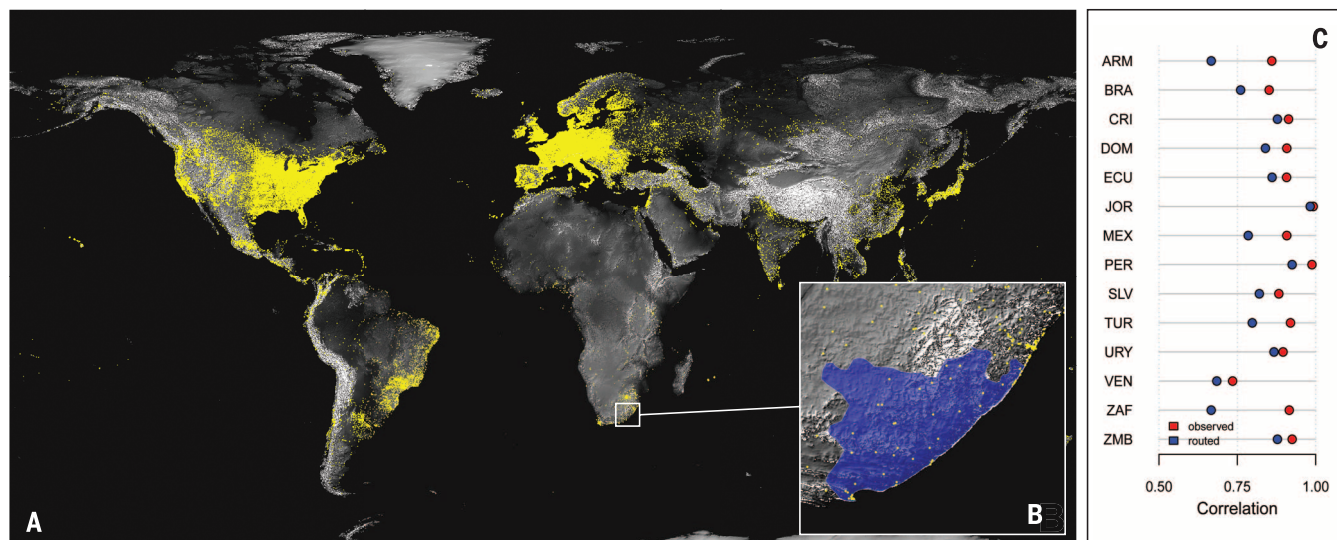 A
B
C
ARM
BRA
CRI
DOM
ECU
JOR
MEX
PER
SLV
TUR
URY
VEN
ZAF
ZMB
observed
routed
0.50 0.75 1.00
Correlation